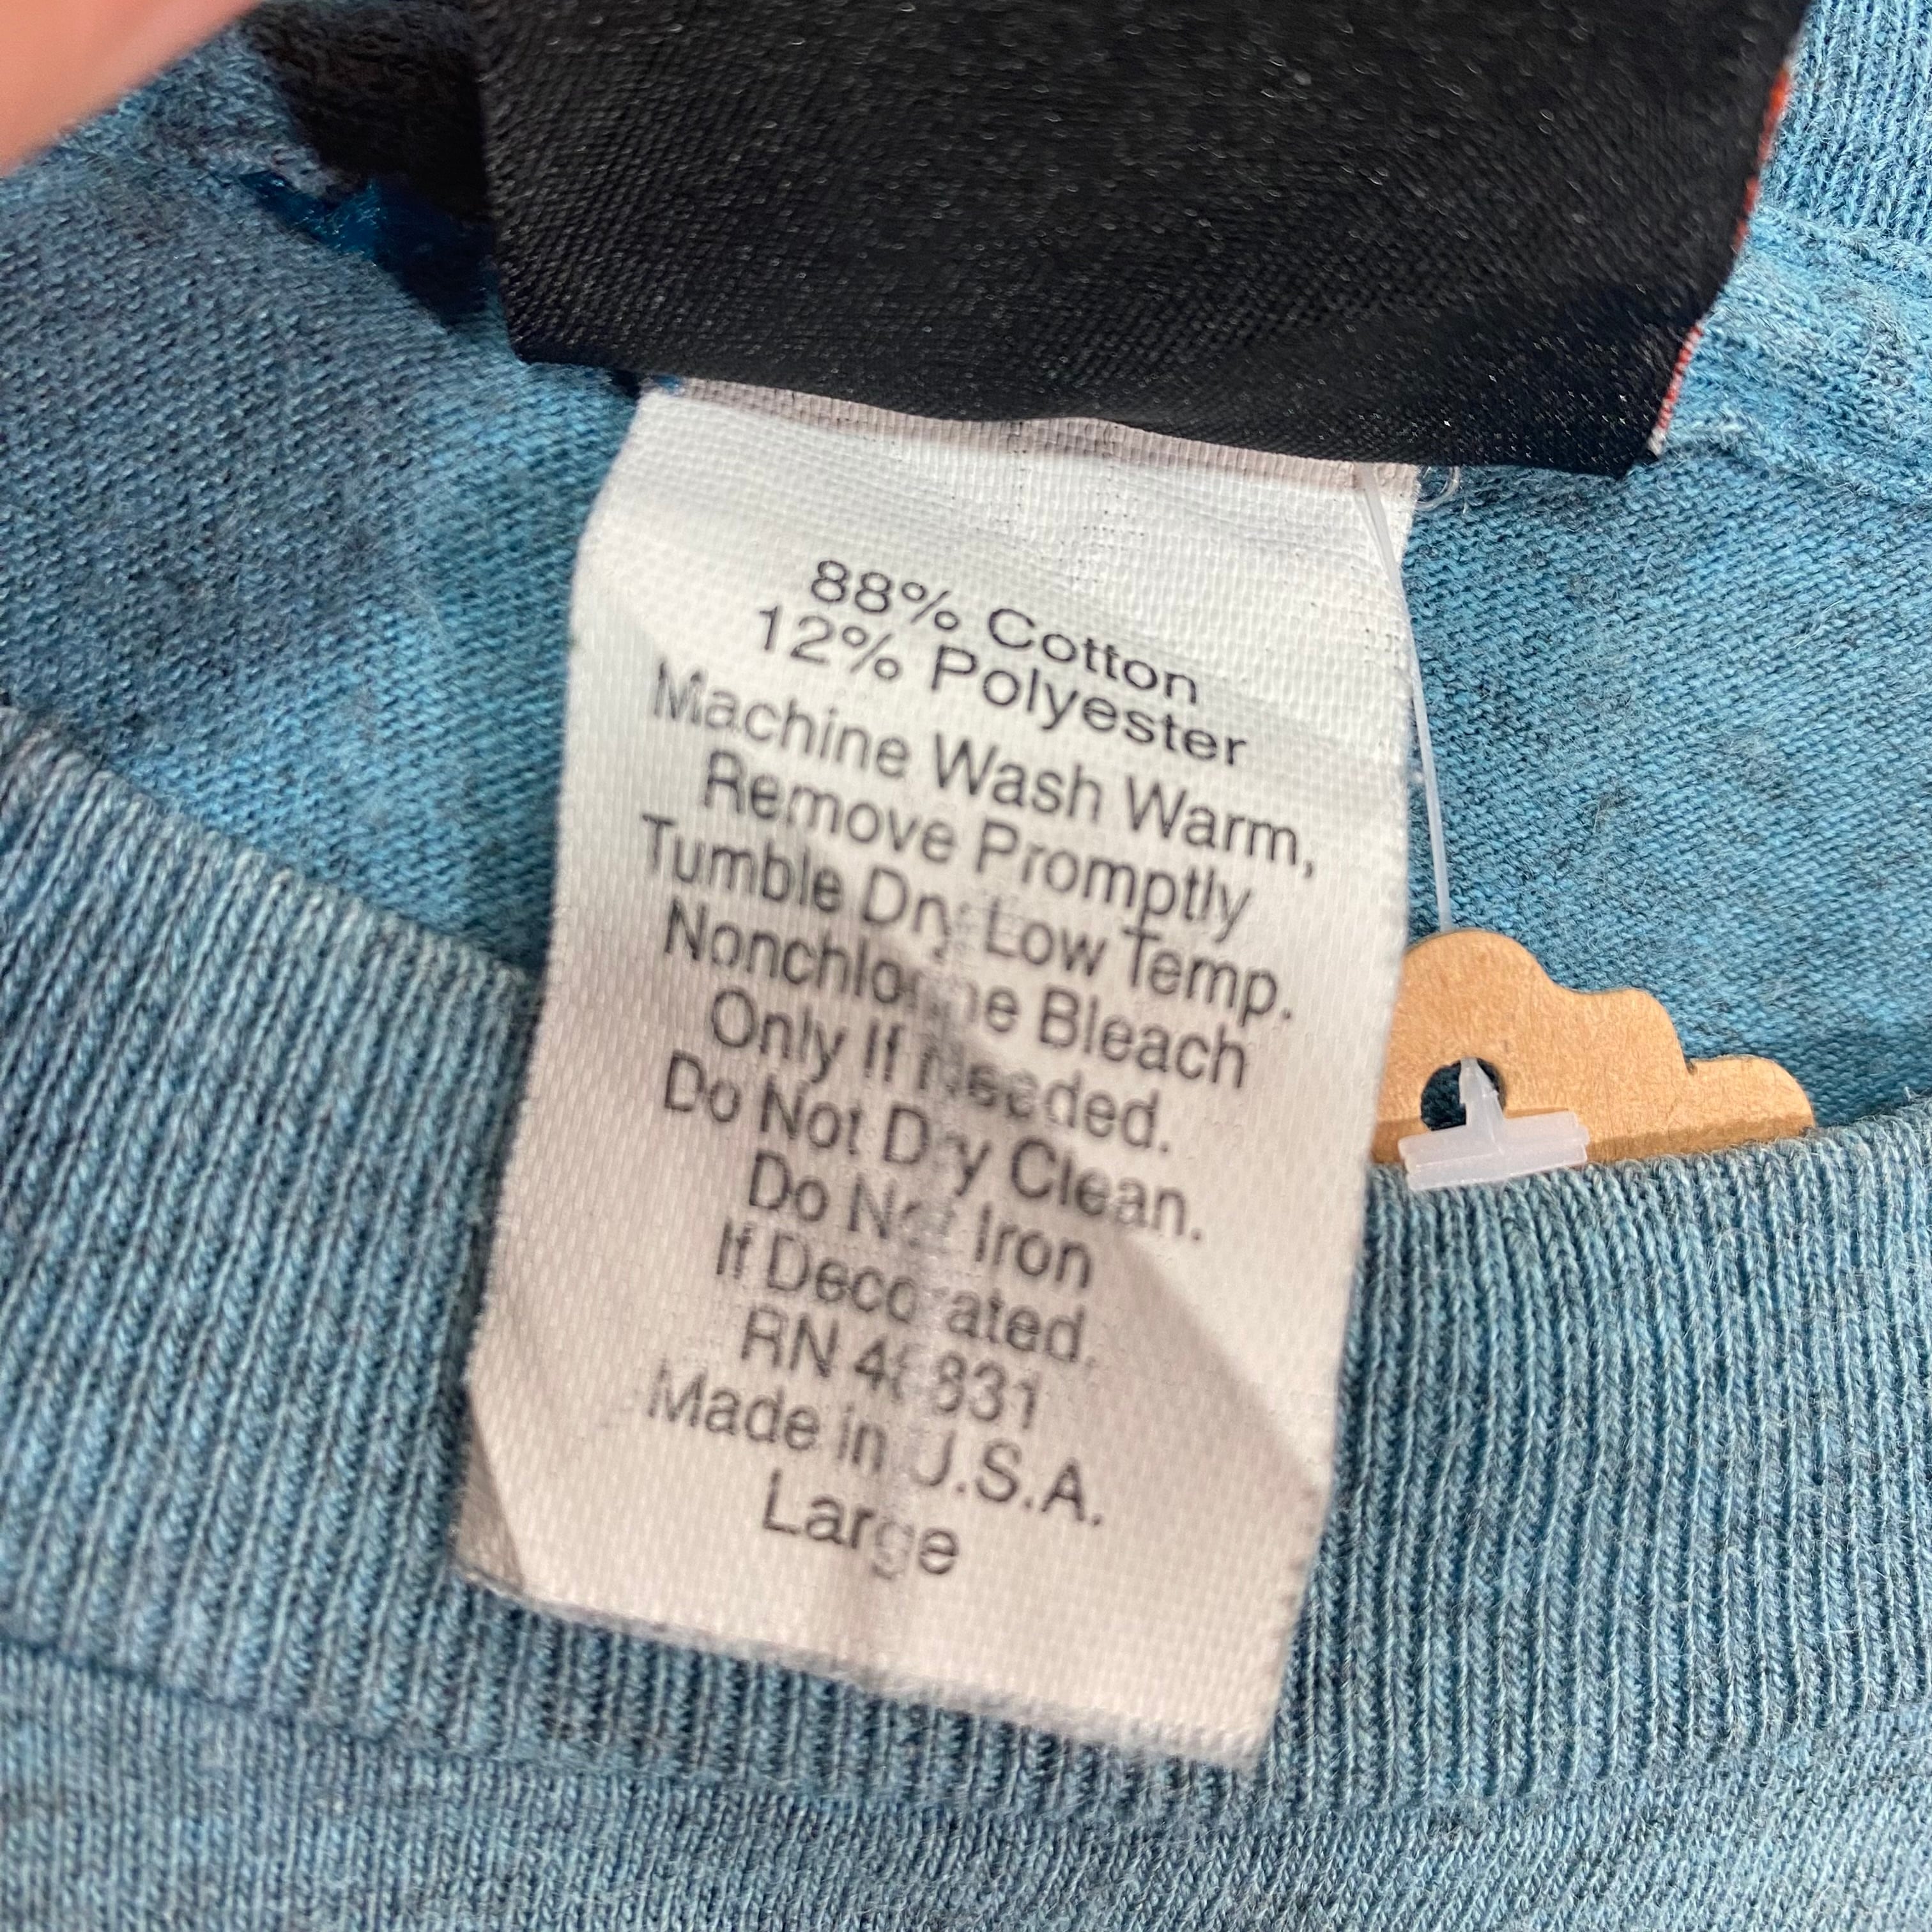 88% Cotton
12% Polyester
Machine Wash Warm,
Remove Promptly
Tumble Dry Low Temp.
Nonchlorine Bleach
Only If Needed.
Do Not Dry Clean.
Do Not Iron
If Decorated.
RN
Made in U.S.A.
Large